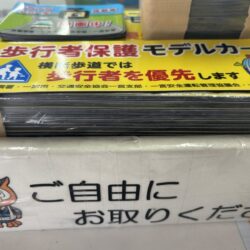 歩行者保護モデルカー
横断歩道では
歩行者を優先します
ご自由に
お取りくださ